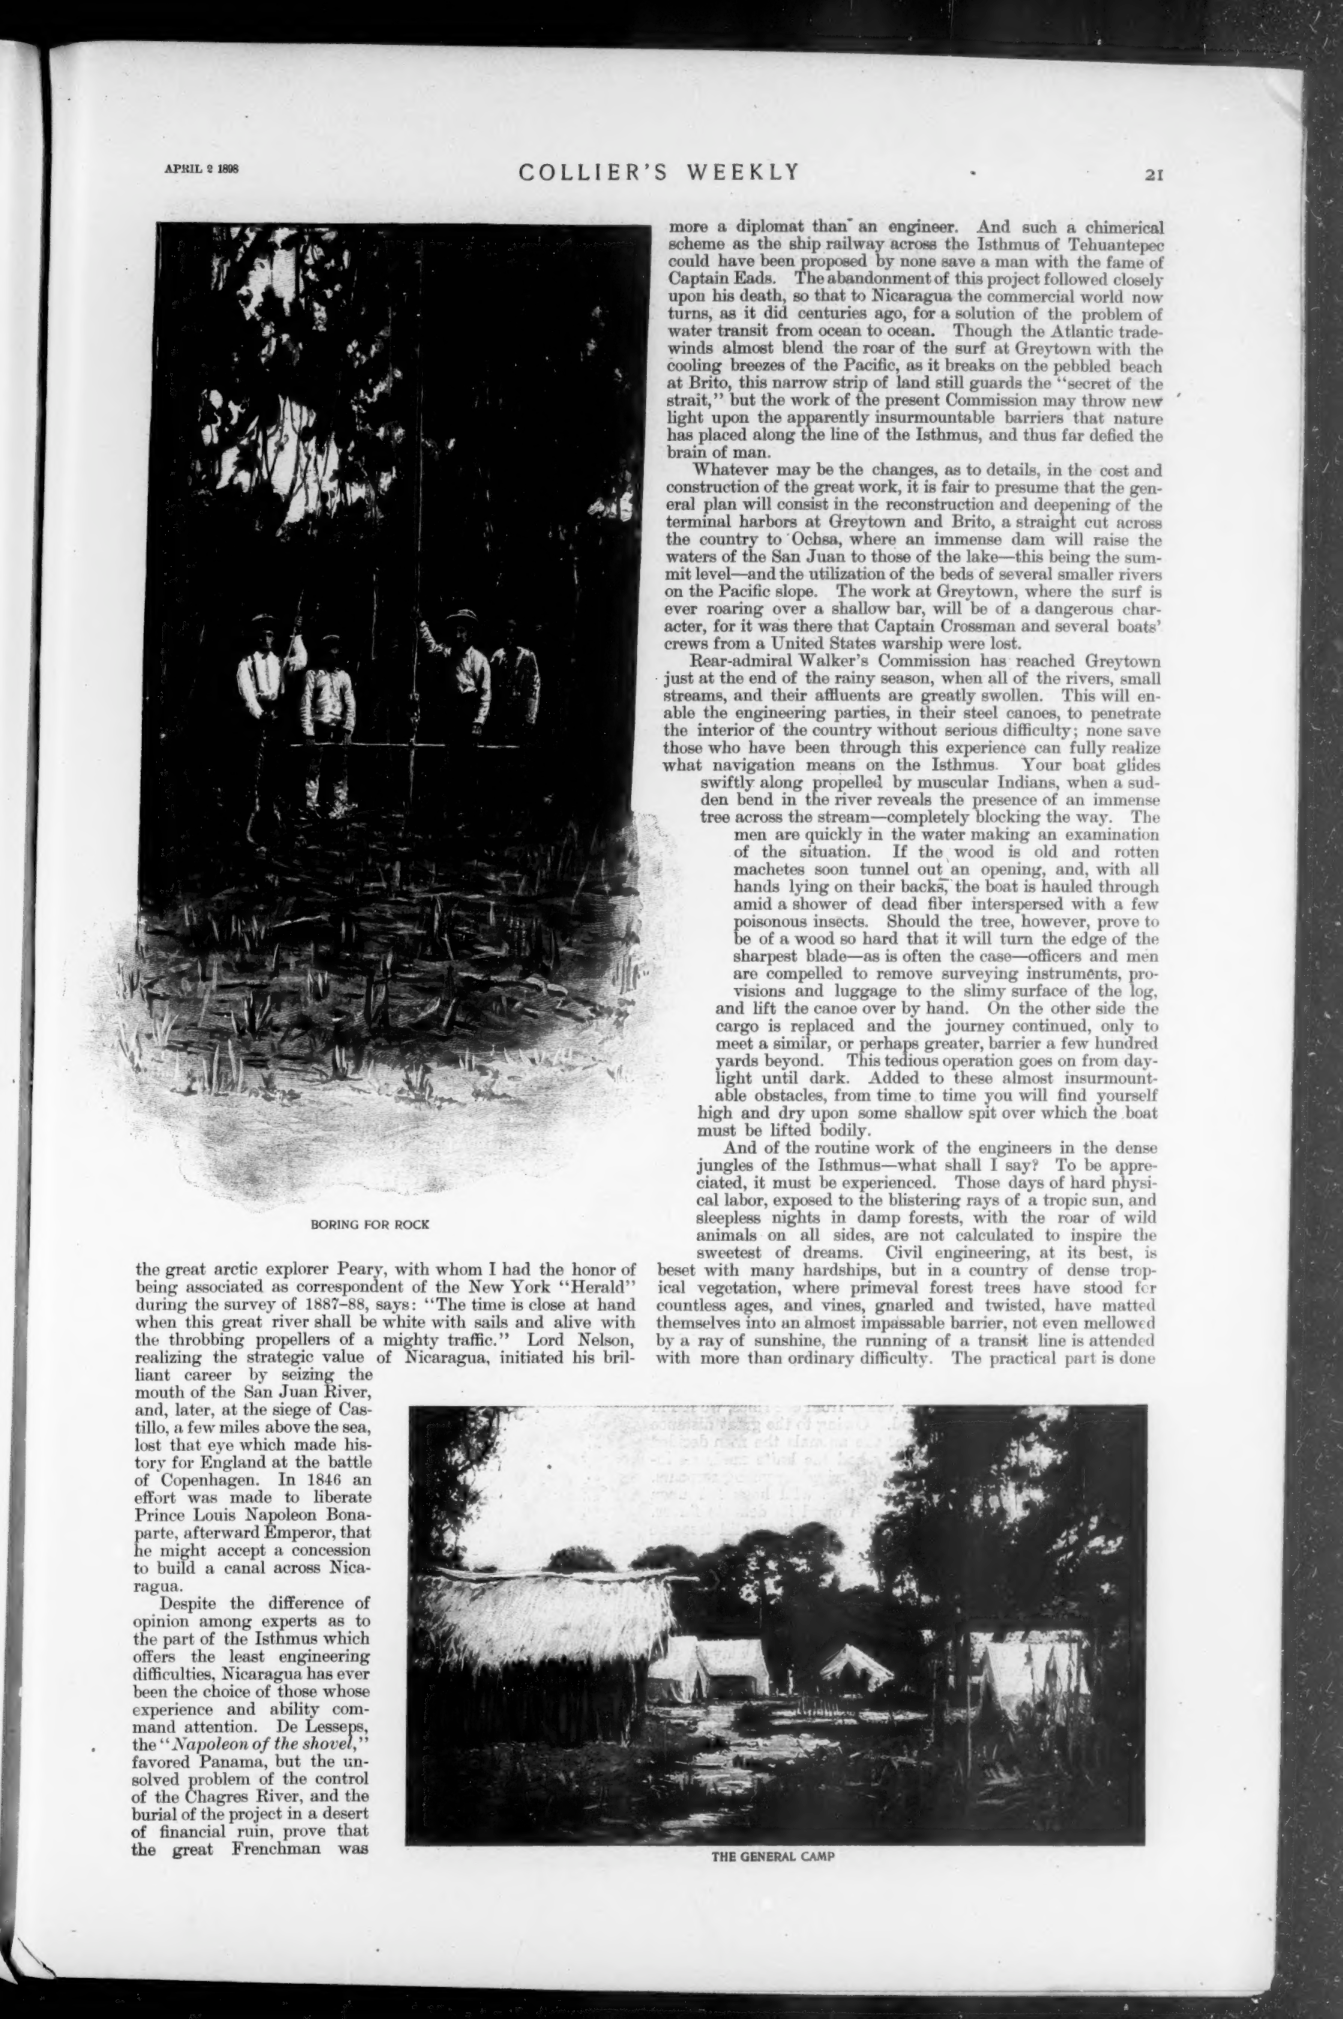 APRIL 2 1898
COLLIER'S WEEKLY
21
BORING FOR ROCK
the great arctic explorer Peary, with whom I had the honor of
being associated as correspondent of the New York "Herald"
during the survey of 1887-88, says: "The time is close at hand
when this great river shall be white with sails and alive with
the throbbing propellers of a mighty traffic." Lord Nelson,
realizing the strategic value of Nicaragua, initiated his bril-
liant career by seizing the
mouth of the San Juan River,
and, later, at the siege of Cas-
tillo, a few miles above the sea,
lost that eye which made his-
tory for England at the battle
of Copenhagen. In 1846 an
effort was made to liberate
Prince Louis Napoleon Bona-
parte, afterward Emperor, that
he might accept a concession
to build a canal across Nica-
ragua.
Despite the difference of
opinion among experts as to
the part of the Isthmus which
offers the least engineering
difficulties, Nicaragua has ever
been the choice of those whose
experience and ability com-
mand attention. De Lesseps,
the "Napoleon of the shovel,"
favored Panama, but the un-
solved problem of the control
of the Chagres River, and the
burial of the project in a desert
of financial ruin, prove that
the great Frenchman was
more a diplomat than an engineer. And such a chimerical
scheme as the ship railway across the Isthmus of Tehuantepec
could have been proposed by none save a man with the fame of
Captain Eads. The abandonment of this project followed closely
upon his death, so that to Nicaragua the commercial world now
turns, as it did centuries ago, for a solution of the problem of
water transit from ocean to ocean. Though the Atlantic trade-
winds almost blend the roar of the surf at Greytown with the
cooling breezes of the Pacific, as it breaks on the pebbled beach
at Brito, this narrow strip of land still guards the "secret of the
strait," but the work of the present Commission may throw new
light upon the apparently insurmountable barriers that nature
has placed along the line of the Isthmus, and thus far defied the
brain of man.
Whatever may be the changes, as to details, in the cost and
construction of the great work, it is fair to presume that the gen-
eral plan will consist in the reconstruction and deepening of the
terminal harbors at Greytown and Brito, a straight cut across
the country to Ochsa, where an immense dam will raise the
waters of the San Juan to those of the lake—this being the sum-
mit level—and the utilization of the beds of several smaller rivers
on the Pacific slope. The work at Greytown, where the surf is
ever roaring over a shallow bar, will be of a dangerous char-
acter, for it was there that Captain Crossman and several boats'
crews from a United States warship were lost.
Rear-admiral Walker's Commission has reached Greytown
just at the end of the rainy season, when all of the rivers, small
streams, and their affluents are greatly swollen. This will en-
able the engineering parties, in their steel canoes, to penetrate
the interior of the country without serious difficulty; none save
those who have been through this experience can fully realize
what navigation means on the Isthmus. Your boat glides
swiftly along propelled by muscular Indians, when a sud-
den bend in the river reveals the presence of an immense
tree across the stream—completely blocking the way. The
men are quickly in the water making an examination
of the situation. If the wood is old and rotten
machetes soon tunnel out an opening, and, with all
hands lying on their backs, the boat is hauled through
amid a shower of dead fiber interspersed with a few
poisonous insects. Should the tree, however, prove to
be of a wood so hard that it will turn the edge of the
sharpest blade—as is often the case—officers and men
are compelled to remove surveying instruments, pro-
visions and luggage to the slimy surface of the log,
and lift the canoe over by hand. On the other side the
cargo is replaced and the journey continued, only to
meet a similar, or perhaps greater, barrier a few hundred
yards beyond. This tedious operation goes on from day-
light until dark. Added to these almost insurmount-
able obstacles, from time to time you will find yourself
high and dry upon some shallow spit over which the boat
must be lifted bodily.
And of the routine work of the engineers in the dense
jungles of the Isthmus—what shall I say? To be appre-
ciated, it must be experienced. Those days of hard physi-
cal labor, exposed to the blistering rays of a tropic sun, and
sleepless nights in damp forests, with the roar of wild
animals on all sides, are not calculated to inspire the
sweetest of dreams. Civil engineering, at its best, is
beset with many hardships, but in a country of dense trop-
ical vegetation, where primeval forest trees have stood for
countless ages, and vines, gnarled and twisted, have matted
themselves into an almost impassable barrier, not even mellowed
by a ray of sunshine, the running of a transit line is attended
with more than ordinary difficulty. The practical part is done
THE GENERAL CAMP